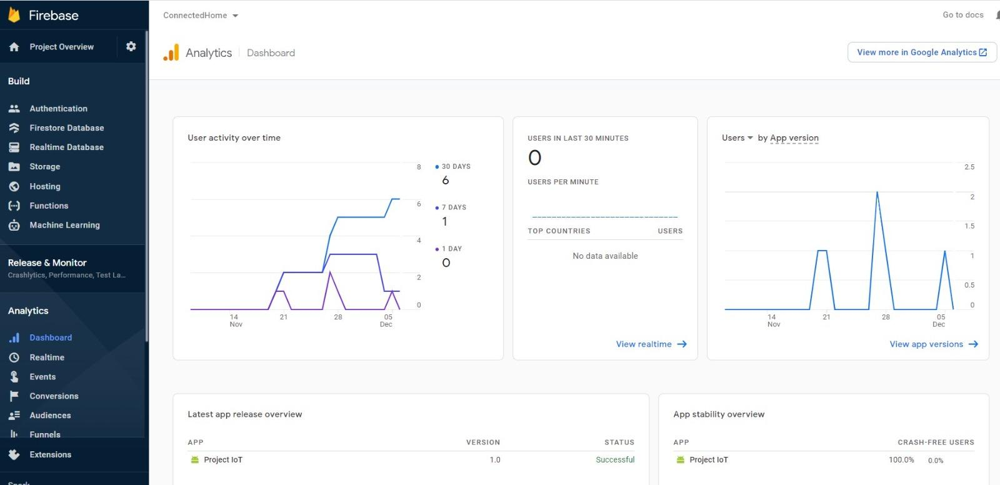 Firebase
Project Overview
Build
Authentication
Firestore Database
Realtime Database
Storage
Hosting
Functions
Machine Learning
Release & Monitor
Crashlytics, Performance, Test La...
Analytics
Dashboard
Realtime
Events
Conversions
Audiences
Funnels
Extensions
Spark
ConnectedHome
Go to docs
Analytics
Dashboard
View more in Google Analytics
User activity over time
8
6
4
2
0
14
Nov
21
28
05
Dec
30 DAYS
6
7 DAYS
1
1 DAY
0
USERS IN LAST 30 MINUTES
0
USERS PER MINUTE
TOP COUNTRIES USERS
No data available
View realtime
Users by App version
2.5
2
1.5
1
0.5
0
14
Nov
21
28
05
Dec
View app versions
Latest app release overview
APP VERSION STATUS
Project IoT 1.0 Successful
App stability overview
APP CRASH-FREE USERS
Project IoT 100.0% 0.0%